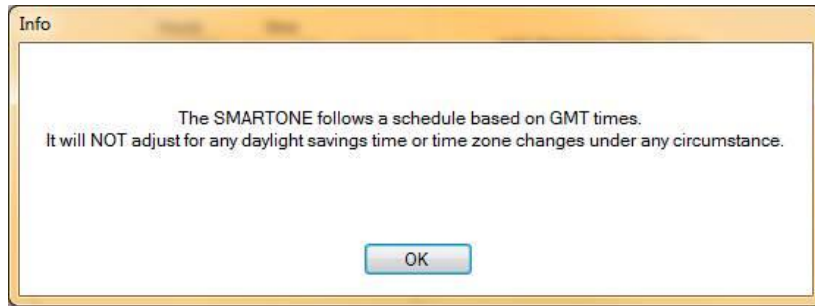 Info
The SMARTONE follows a schedule based on GMT times.
It will NOT adjust for any daylight savings time or time zone changes under any circumstance.
OK